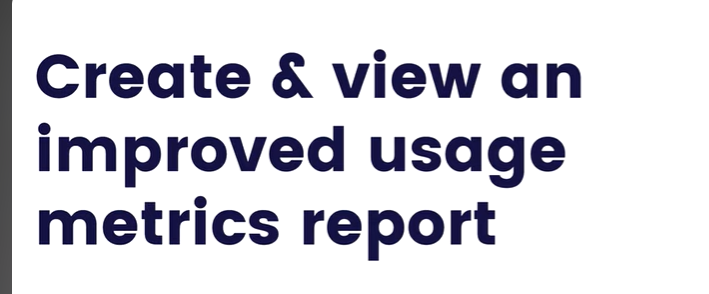 Create & view an
improved usage
metrics report